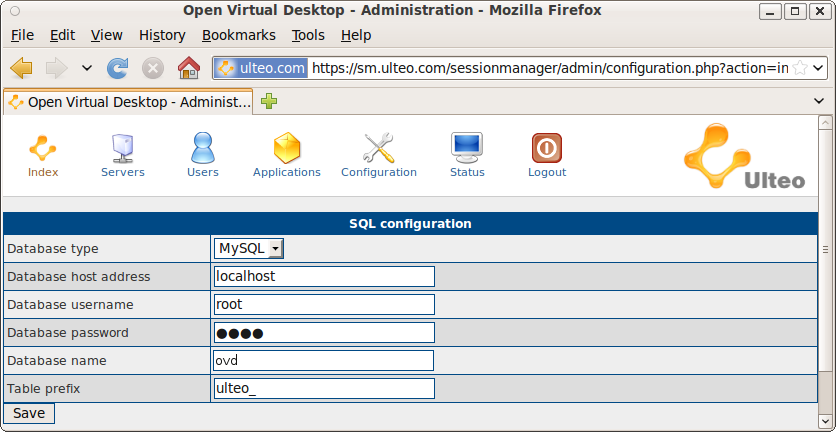 Open Virtual Desktop - Administration - Mozilla Firefox
File Edit View History Bookmarks Tools Help
ulteo.com https://sm.ulteo.com/sessionmanager/admin/configuration.php?action=in
Open Virtual Desktop - Administ...
Index Servers Users Applications Configuration Status Logout
Ulteo
SQL configuration
Database type MySQL
Database host address localhost
Database username root
Database password ●●●●
Database name ovd
Table prefix ulteo_
Save